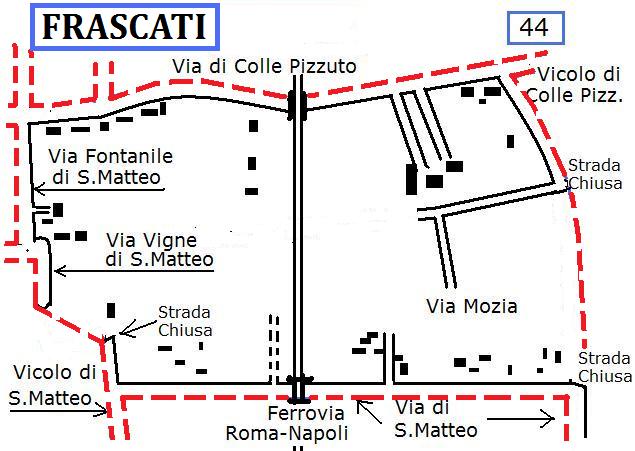 FRASCATI
44
Via di Colle Pizzuto
Vicolo di
Colle Pizz.
Via Fontanile
di S.Matteo
Strada
Chiusa
Via Vigne
di S.Matteo
Via Mozia
Strada
Chiusa
Strada
Chiusa
Vicolo di
S.Matteo
Ferrovia
Roma-Napoli
Via di
S.Matteo